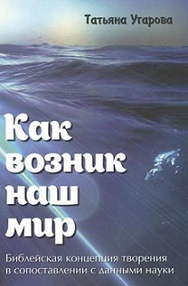 Татьяна Угарова
Как
возник
наш
мир
Библейская концепция творения
в сопоставлении с данными науки